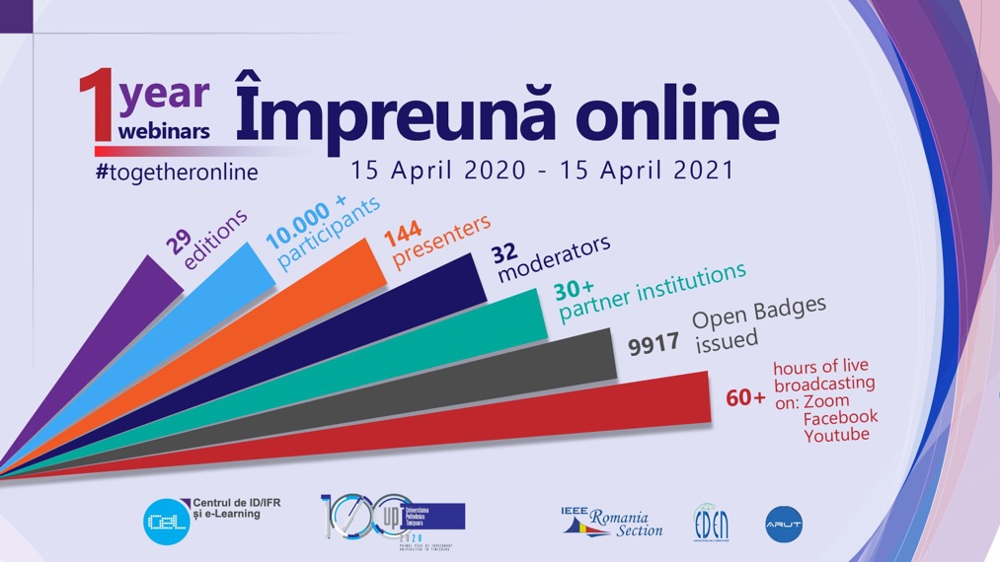 1 year
webinars
Împreună online
#togetheronline
15 April 2020 - 15 April 2021
29
editions
10.000 +
participants
144
presenters
32
moderators
30+
partner institutions
9917
Open Badges
issued
60+
hours of live
broadcasting
on: Zoom
Facebook
Youtube
CeL
Centrul de ID/IFR
și e-Learning
100
upt
Universitatea
Politehnica
Timișoara
2020
IEEE
Romania
Section
EDEN
ARUT